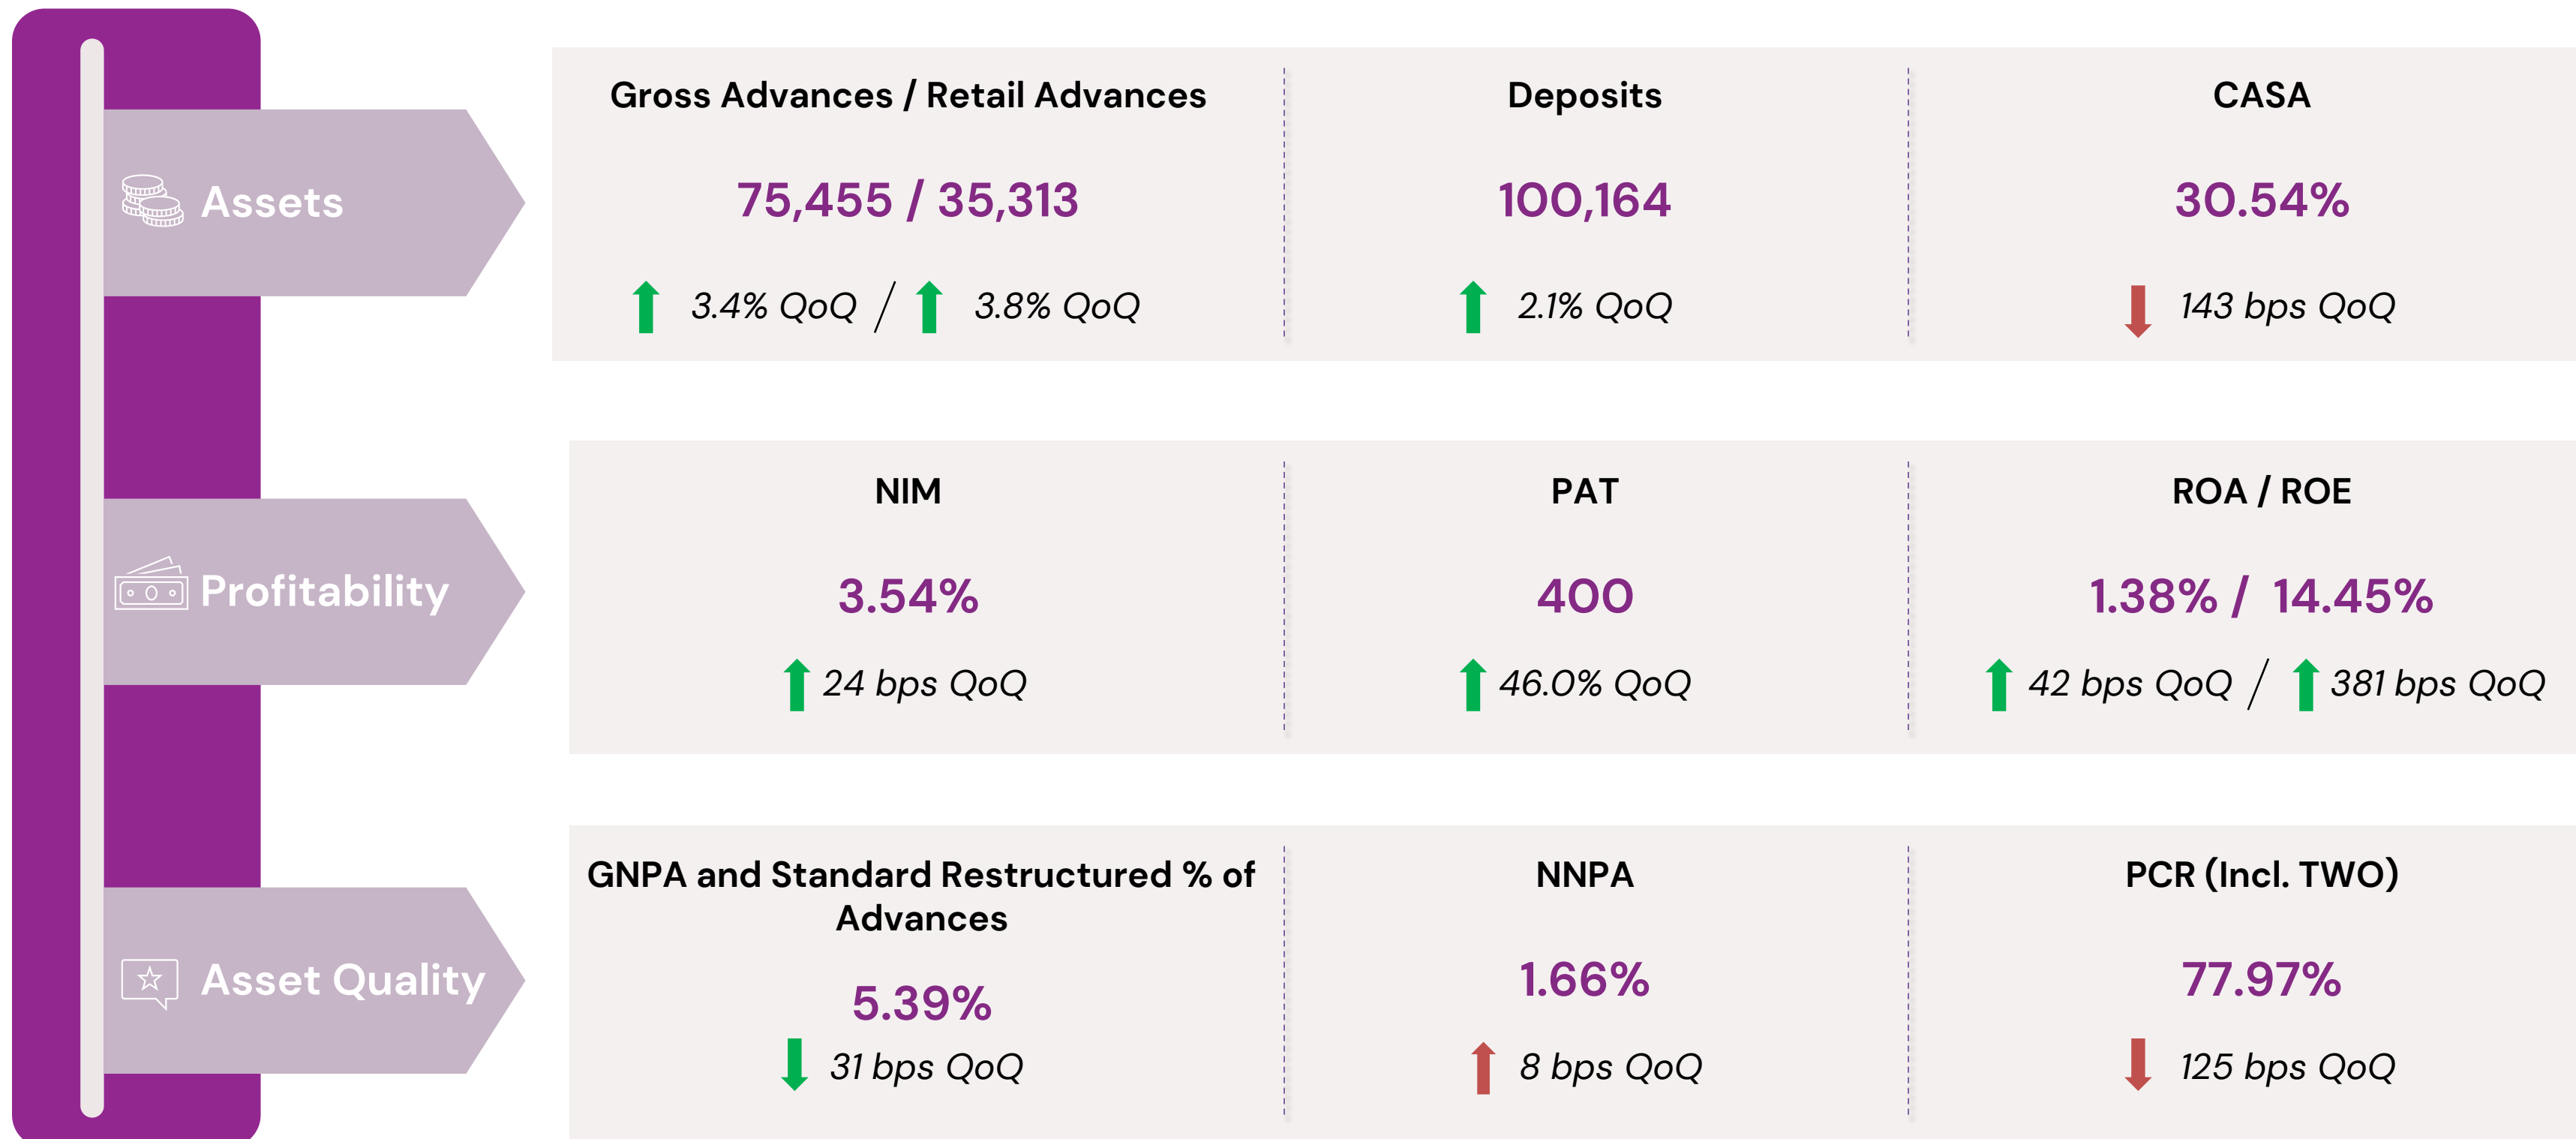 Assets
Gross Advances / Retail Advances
75,455 / 35,313
3.4% QoQ / 3.8% QoQ
Deposits
100,164
2.1% QoQ
CASA
30.54%
143 bps QoQ
Profitability
NIM
3.54%
24 bps QoQ
PAT
400
46.0% QoQ
ROA / ROE
1.38% / 14.45%
42 bps QoQ / 381 bps QoQ
Asset Quality
GNPA and Standard Restructured % of
Advances
5.39%
31 bps QoQ
NNPA
1.66%
8 bps QoQ
PCR (Incl. TWO)
77.97%
125 bps QoQ